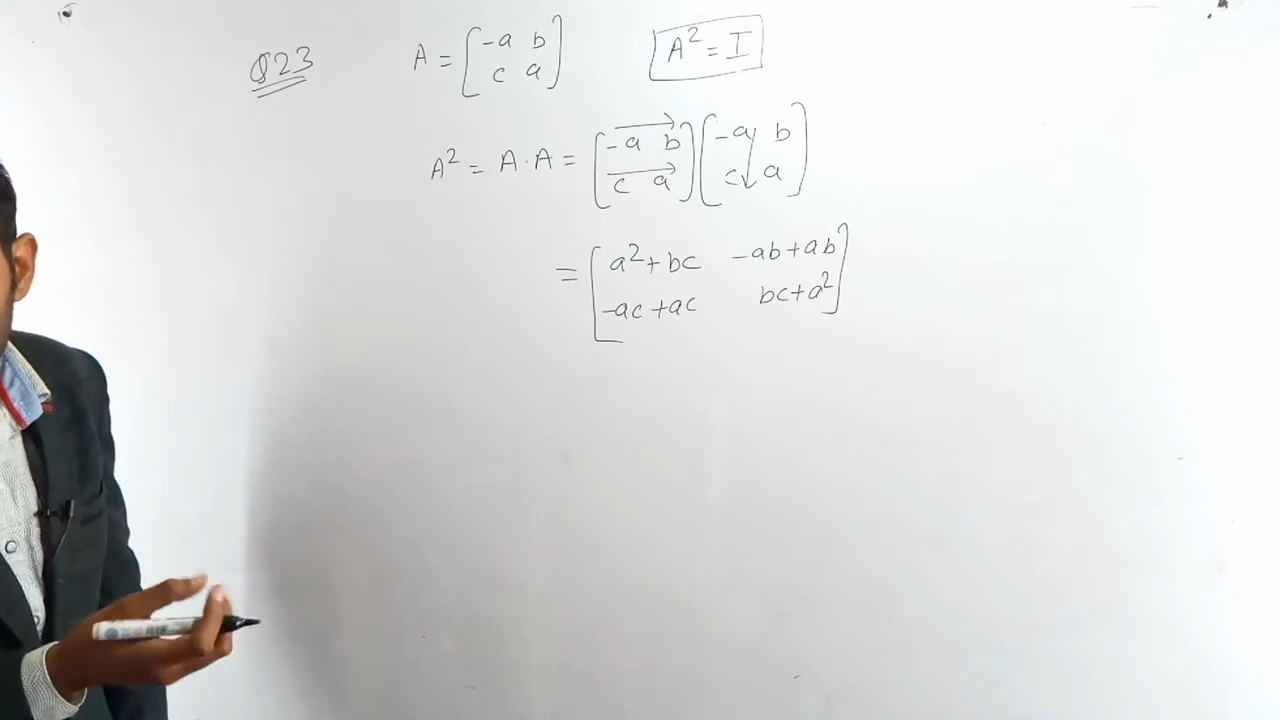 Q23 A = [-a b c a] A² = I
A² = A·A = [-a b c a] [-a b c a]
= [a²+bc -ab+ab -ac+ac bc+a²]